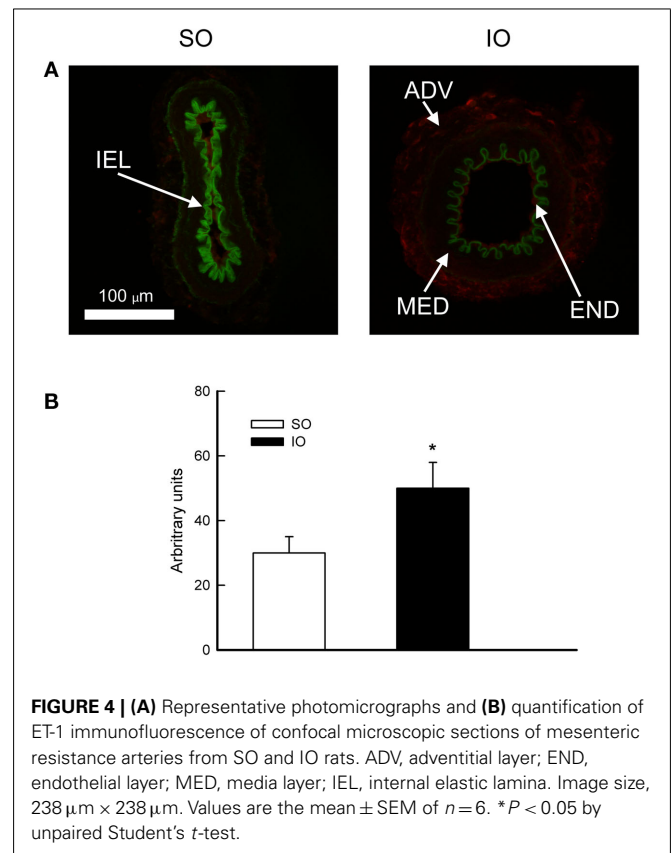 SO
IO
A
ADV
IEL
100 μm
MED
END
B
80
SO
IO
*
60
Arbritrary units
40
20
0
FIGURE 4 | (A) Representative photomicrographs and (B) quantification of
ET-1 immunofluorescence of confocal microscopic sections of mesenteric
resistance arteries from SO and IO rats. ADV, adventitial layer; END,
endothelial layer; MED, media layer; IEL, internal elastic lamina. Image size,
238 μm × 238 μm. Values are the mean ± SEM of n = 6. *P < 0.05 by
unpaired Student's t-test.